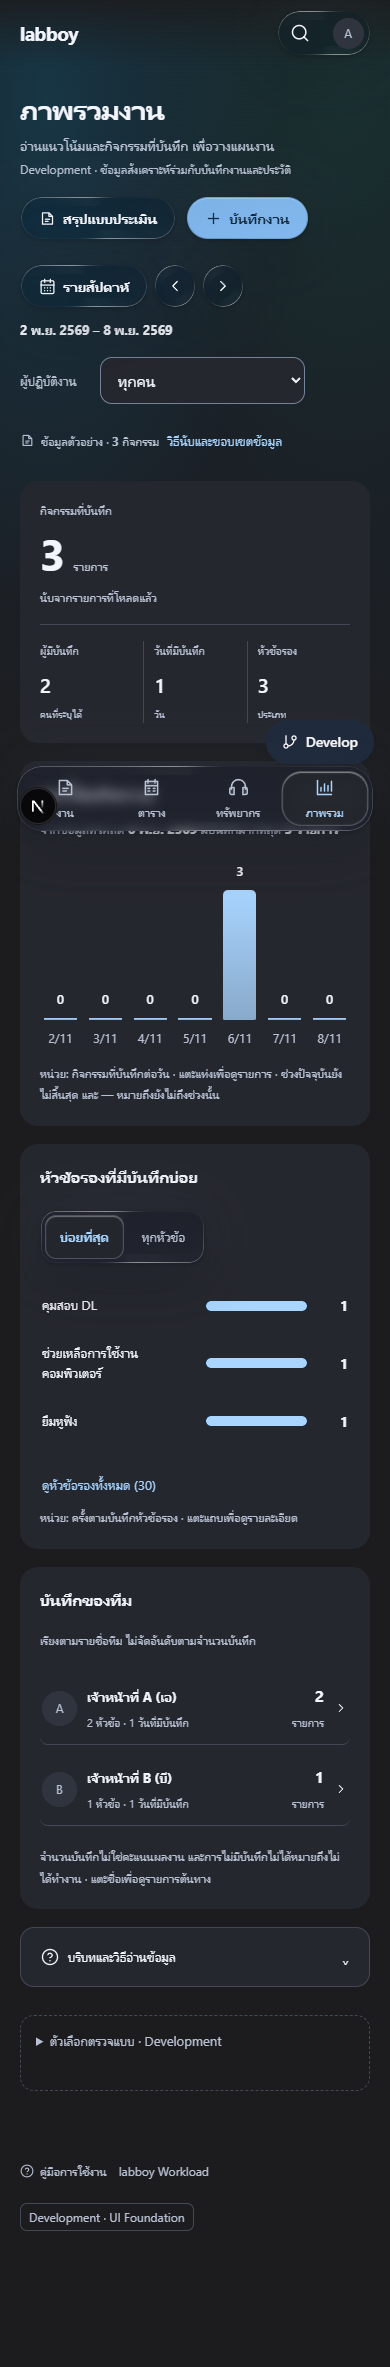 labboy
A
ภาพรวมงาน
อ่านแนวโน้มและกิจกรรมที่บันทึก เพื่อวางแผนงาน
Development · ข้อมูลสังเคราะห์ร่วมกับบันทึกงานและประวัติ
สรุปแบบประเมิน
บันทึกงาน
รายสัปดาห์
2 พ.ย. 2569 – 8 พ.ย. 2569
ผู้ปฏิบัติงาน
ทุกคน
ข้อมูลตัวอย่าง · 3 กิจกรรม วิธีนับและขอบเขตข้อมูล
กิจกรรมที่บันทึก
3 รายการ
นับจากรายการที่โหลดแล้ว
ผู้มีบันทึก วันที่มีบันทึก หัวข้อรอง
2 1 3
คนที่ระบุได้ วัน ประเภท
Develop
N
งาน ตาราง ทรัพยากร ภาพรวม
3
0 0 0 0 0 0
2/11 3/11 4/11 5/11 6/11 7/11 8/11
หน่วย: กิจกรรมที่บันทึกต่อวัน · แตะแท่งเพื่อดูรายการ · ช่วงปัจจุบันยัง
ไม่สิ้นสุด และ — หมายถึงยังไม่ถึงช่วงนั้น
หัวข้อรองที่มีบันทึกบ่อย
บ่อยที่สุด ทุกหัวข้อ
คุมสอบ DL 1
ช่วยเหลือการใช้งาน
คอมพิวเตอร์ 1
ยืมหูฟัง 1
ดูหัวข้อรองทั้งหมด (30)
หน่วย: ครั้งตามบันทึกหัวข้อรอง · แตะแถบเพื่อดูรายละเอียด
บันทึกของทีม
เรียงตามรายชื่อทีม ไม่จัดอันดับตามจำนวนบันทึก
A เจ้าหน้าที่ A (เอ) 2
2 หัวข้อ · 1 วันที่มีบันทึก รายการ
B เจ้าหน้าที่ B (บี) 1
1 หัวข้อ · 1 วันที่มีบันทึก รายการ
จำนวนบันทึกไม่ใช่คะแนนผลงาน และการไม่มีบันทึกไม่ได้หมายถึงไม่
ได้ทำงาน · แตะชื่อเพื่อดูรายการต้นทาง
บริบทและวิธีอ่านข้อมูล
ตัวเลือกตรวจแบบ · Development
คู่มือการใช้งาน labboy Workload
Development · UI Foundation